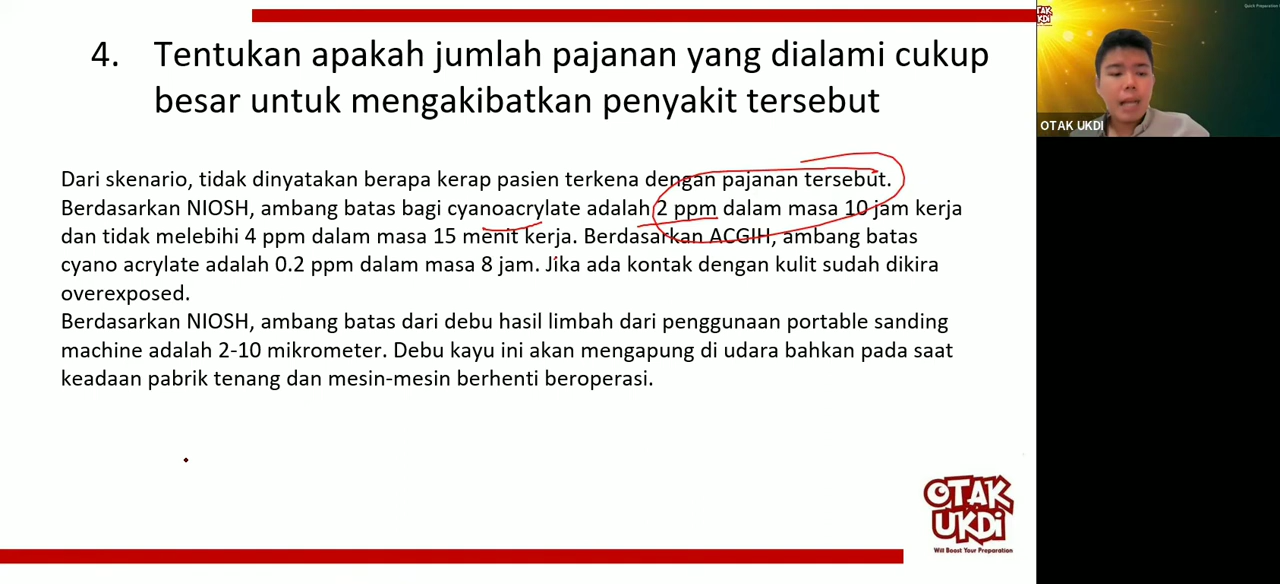 4. Tentukan apakah jumlah pajanan yang dialami cukup
besar untuk mengakibatkan penyakit tersebut
Dari skenario, tidak dinyatakan berapa kerap pasien terkena dengan pajanan tersebut.
Berdasarkan NIOSH, ambang batas bagi cyanoacrylate adalah 2 ppm dalam masa 10 jam kerja
dan tidak melebihi 4 ppm dalam masa 15 menit kerja. Berdasarkan ACGIH, ambang batas
cyano acrylate adalah 0.2 ppm dalam masa 8 jam. Jika ada kontak dengan kulit sudah dikira
overexposed.
Berdasarkan NIOSH, ambang batas dari debu hasil limbah dari penggunaan portable sanding
machine adalah 2-10 mikrometer. Debu kayu ini akan mengapung di udara bahkan pada saat
keadaan pabrik tenang dan mesin-mesin berhenti beroperasi.
OTAK
UKDI
Will Boost Your Preparation
TAK
KDI
OTAK UKDI